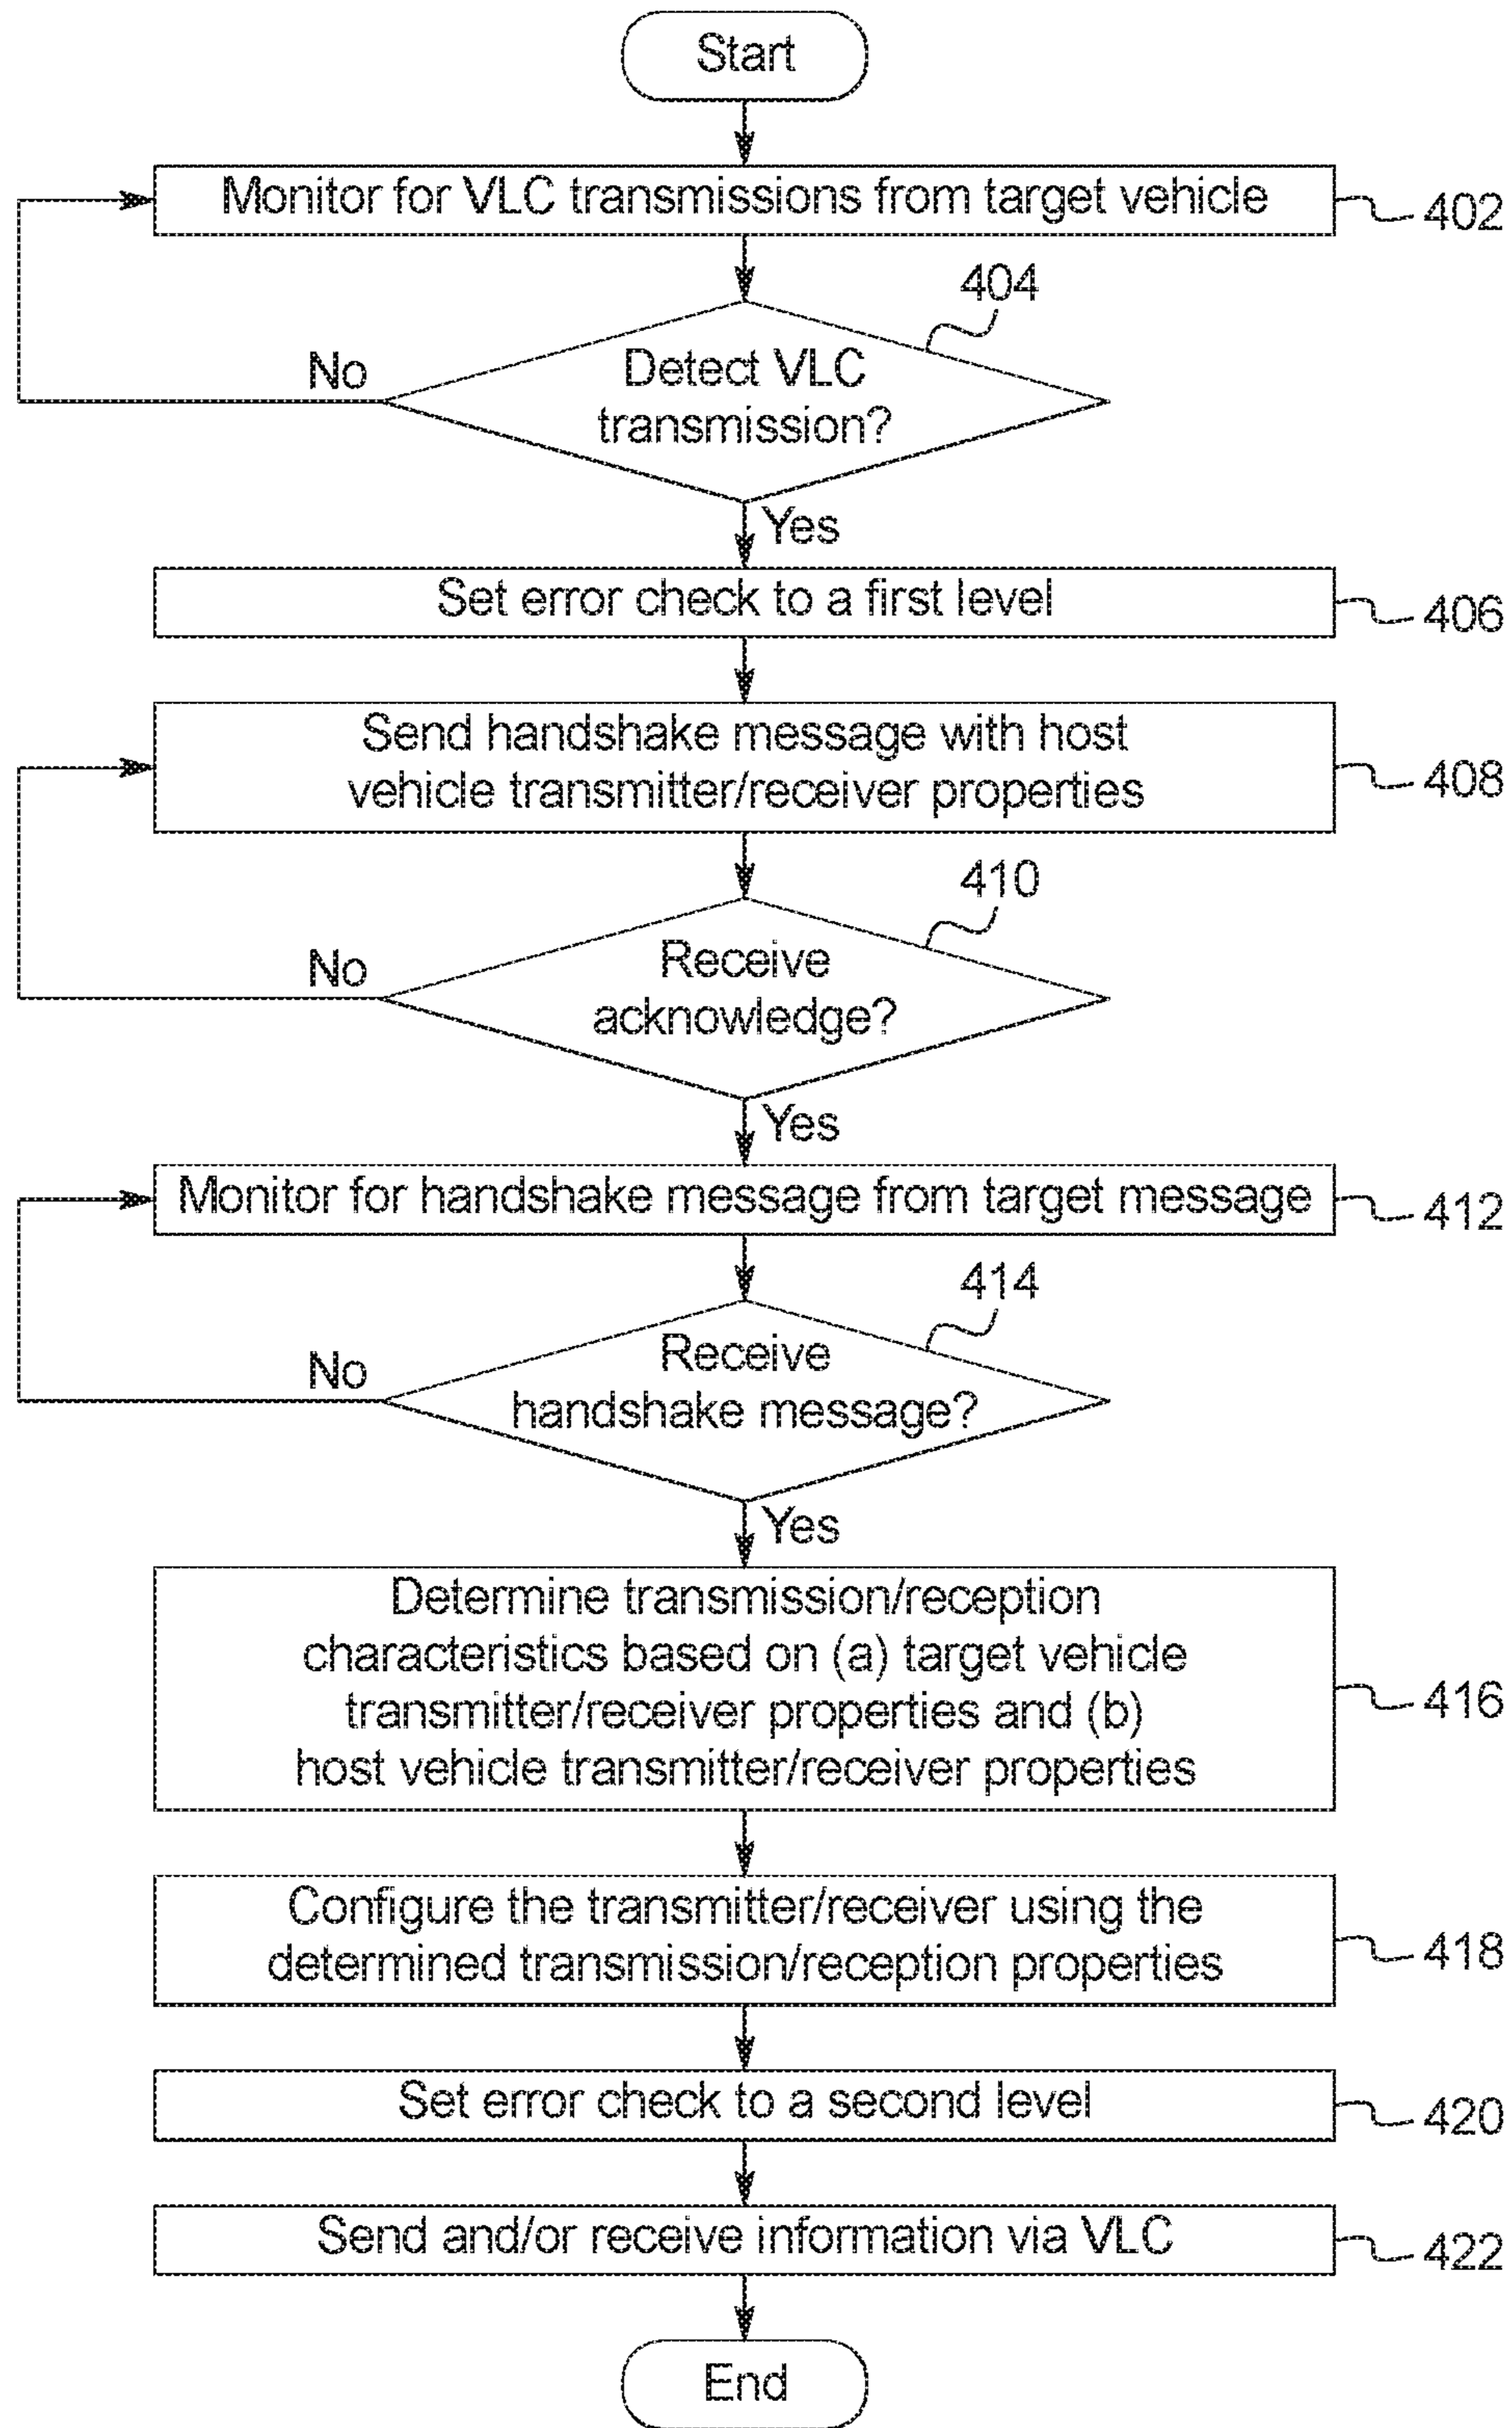 Start
Monitor for VLC transmissions from target vehicle
402
404
Detect VLC
transmission?
No
Yes
Set error check to a first level
406
Send handshake message with host
vehicle transmitter/receiver properties
408
410
Receive
acknowledge?
No
Yes
Monitor for handshake message from target message
412
414
Receive
handshake message?
No
Yes
Determine transmission/reception
characteristics based on (a) target vehicle
transmitter/receiver properties and (b)
host vehicle transmitter/receiver properties
416
Configure the transmitter/receiver using the
determined transmission/reception properties
418
Set error check to a second level
420
Send and/or receive information via VLC
422
End